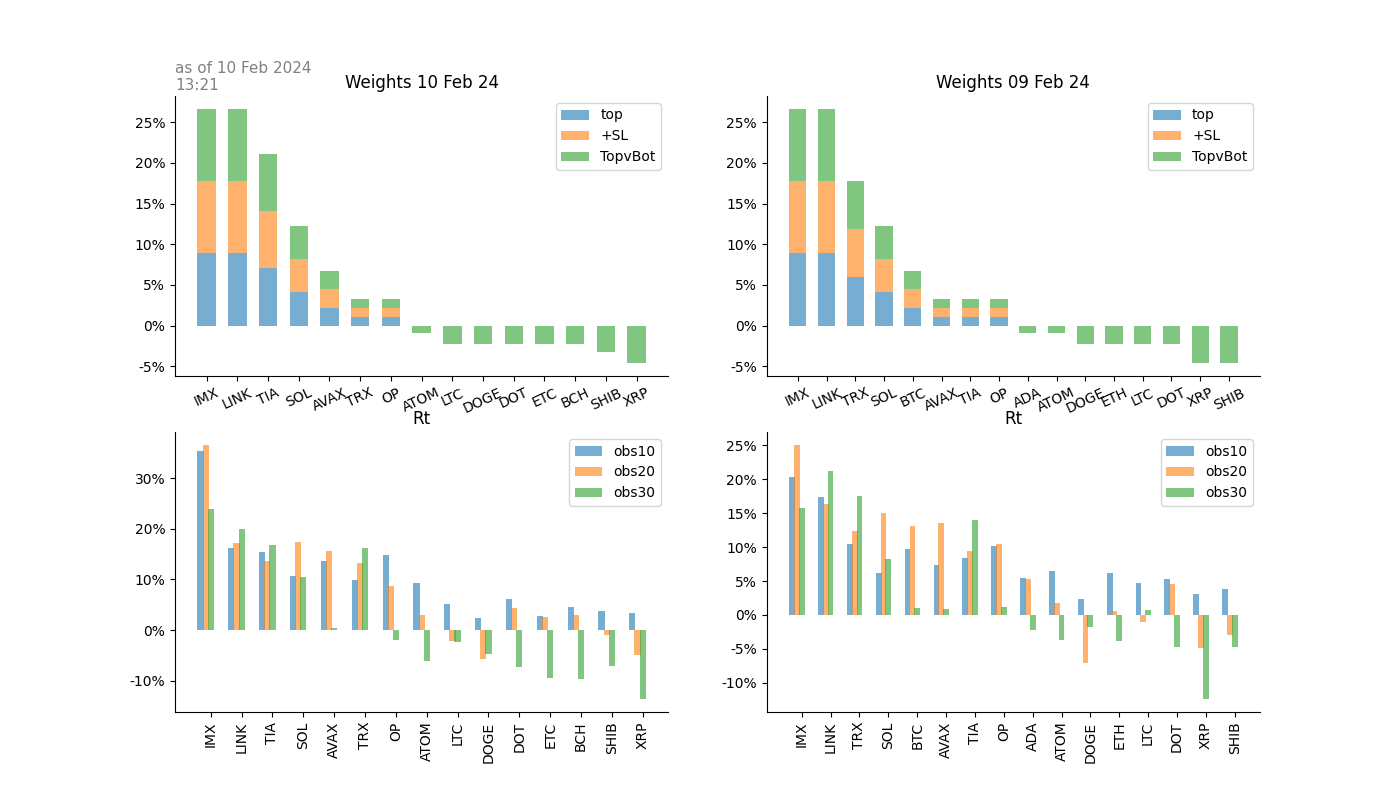 as of 10 Feb 2024
13:21
Weights 10 Feb 24
25%
20%
15%
10%
5%
0%
-5%
top
+SL
TopvBot
IMX LINK TIA SOL AVAX TRX OP ATOM LTC DOGE DOT ETC BCH SHIB XRP
Weights 09 Feb 24
25%
20%
15%
10%
5%
0%
-5%
top
+SL
TopvBot
IMX LINK TRX SOL BTC AVAX TIA OP ADA ATOM DOGE ETH LTC DOT XRP SHIB
Rt
30%
20%
10%
0%
-10%
obs10
obs20
obs30
IMX LINK TIA SOL AVAX TRX OP ATOM LTC DOGE DOT ETC BCH SHIB XRP
Rt
25%
20%
15%
10%
5%
0%
-5%
-10%
obs10
obs20
obs30
IMX LINK TRX SOL BTC AVAX TIA OP ADA ATOM DOGE ETH LTC DOT XRP SHIB